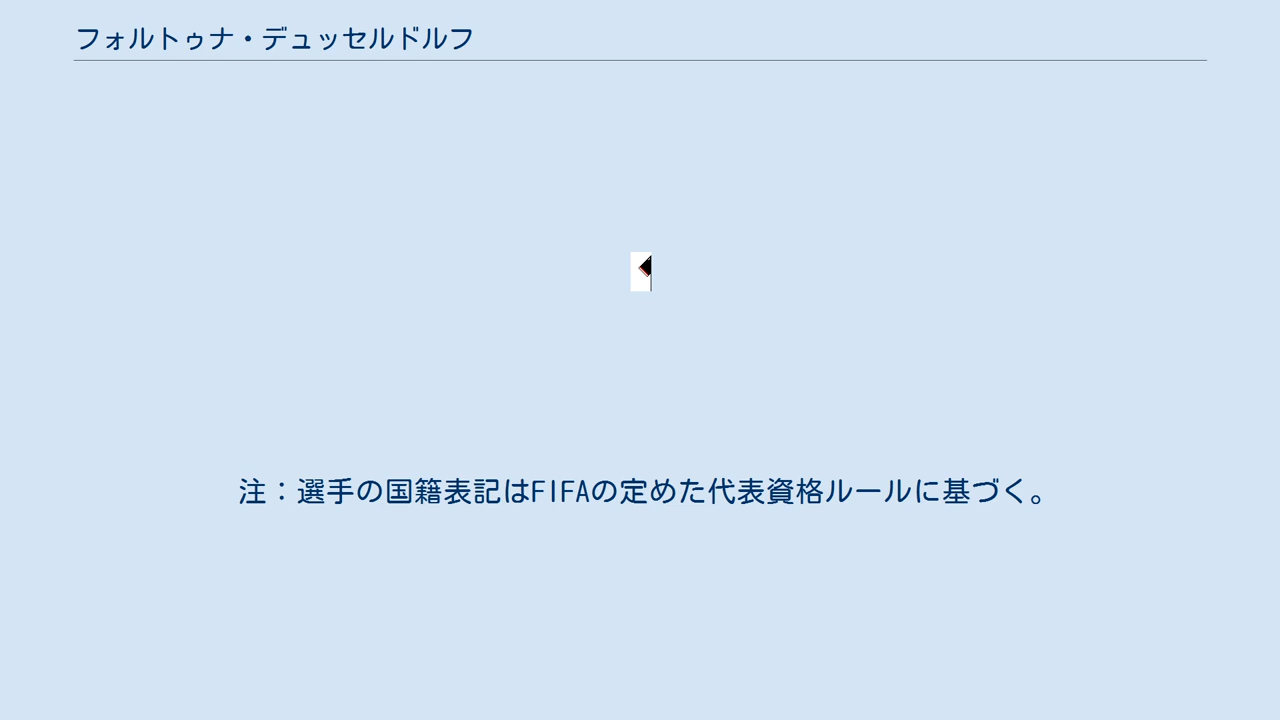 フォルトゥナ・デュッセルドルフ
注：選手の国籍表記はFIFAの定めた代表資格ルールに基づく。